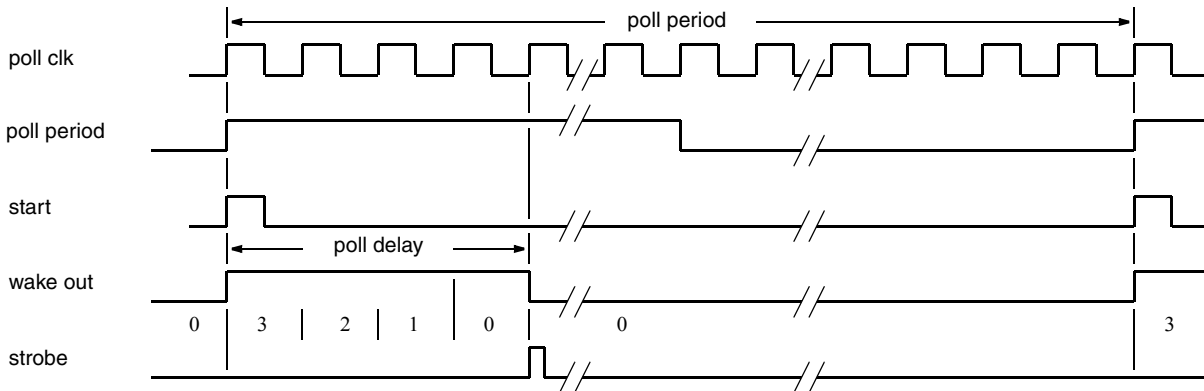 poll period
poll clk
poll period
start
poll delay
wake out
0 3 2 1 0 0 3
strobe